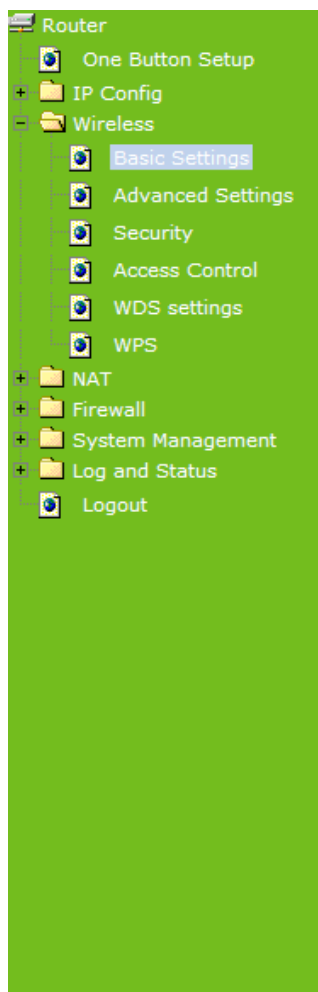 Router
One Button Setup
IP Config
Wireless
Basic Settings
Advanced Settings
Security
Access Control
WDS settings
WPS
NAT
Firewall
System Management
Log and Status
Logout